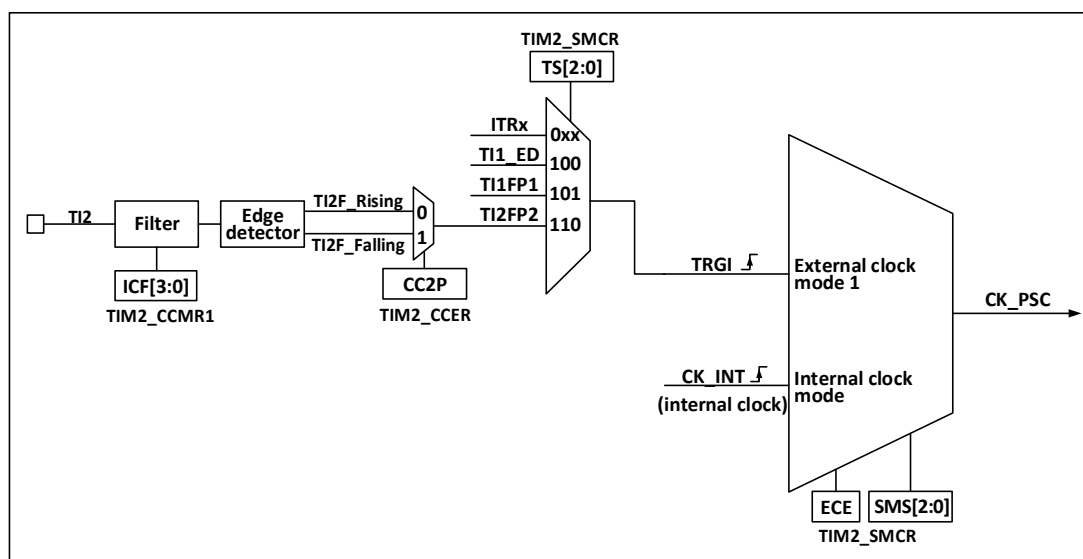 TIM2_SMCR
TS[2:0]
ITRx
0xx
TI1_ED
100
TI1FP1
101
TI2FP2
110
TI2
Filter
Edge
detector
TI2F_Rising
TI2F_Falling
0
1
ICF[3:0]
TIM2_CCMR1
CC2P
TIM2_CCER
TRGI
External clock
mode 1
CK_PSC
CK_INT
(internal clock)
Internal clock
mode
ECE
SMS[2:0]
TIM2_SMCR